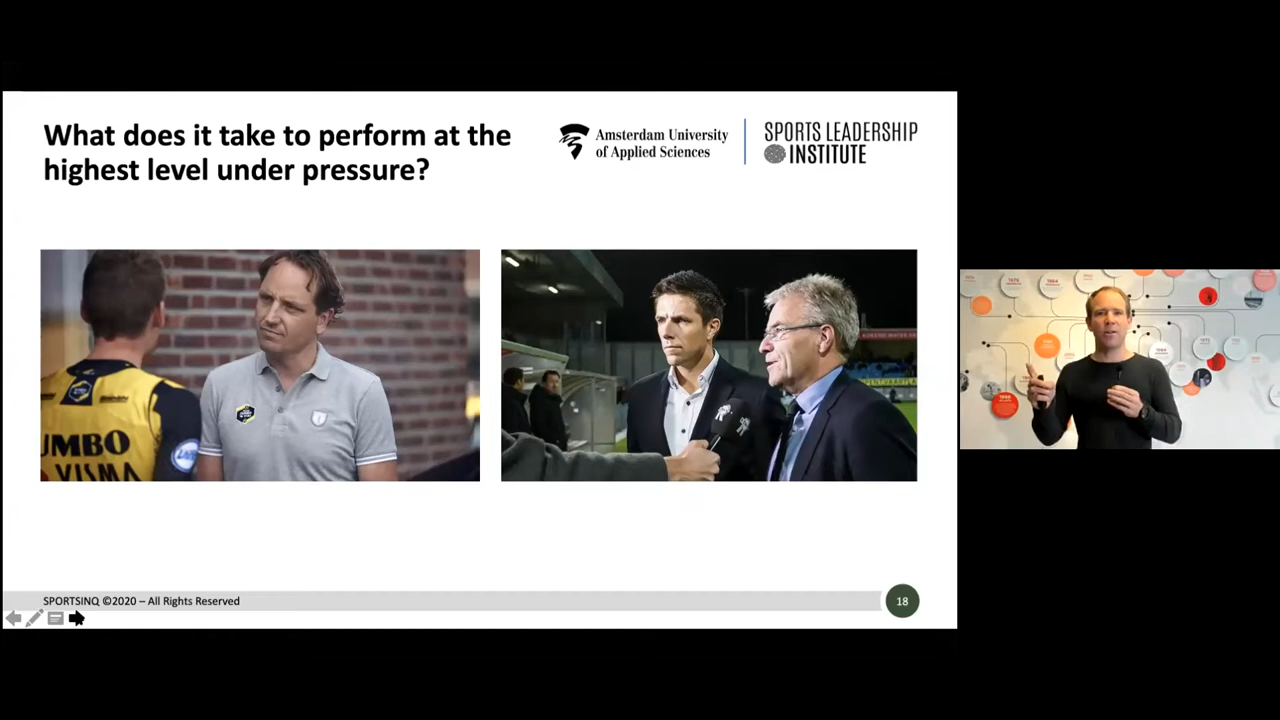 What does it take to perform at the
highest level under pressure?
Amsterdam University
of Applied Sciences
SPORTS LEADERSHIP
INSTITUTE
UMBO
VISMA
SPORTSINQ ©2020 – All Rights Reserved
18